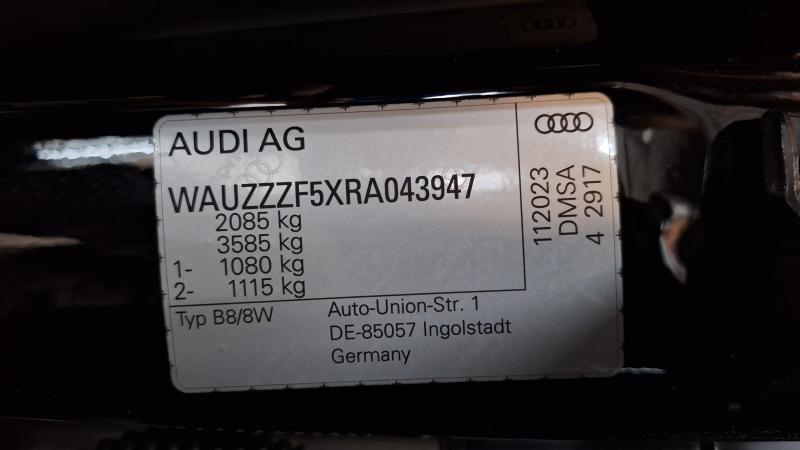 AUDI AG
WAUZZZF5XRA043947
2085 kg
3585 kg
1- 1080 kg
2- 1115 kg
Typ B8/8W
Auto-Union-Str. 1
DE-85057 Ingolstadt
Germany
112023
DMSA
4 2917